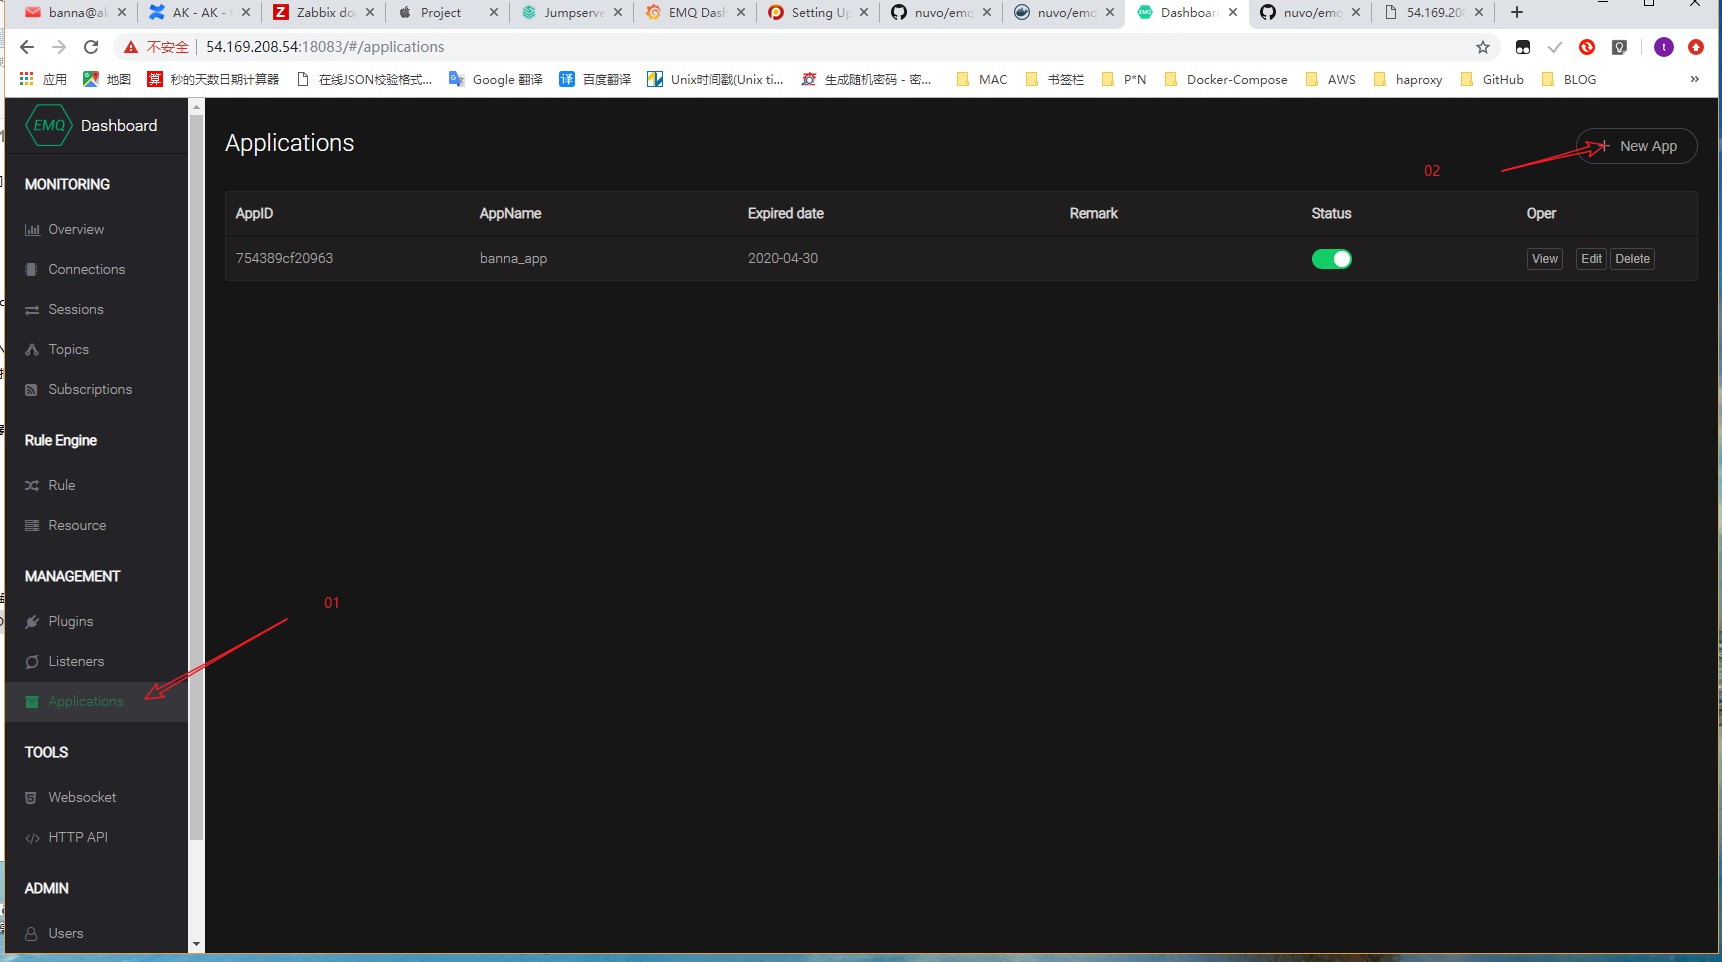 banna@ak
AK - AK -
Zabbix do
Project
Jumpserve
EMQ Dash
Setting Up
nuvo/emq
nuvo/emq
Dashboar
nuvo/emq
54.169.208
不安全 54.169.208.54:18083/#/applications
应用 地图 秒的天数日期计算器 在线JSON校验格式... Google 翻译 百度翻译 Unix时间戳(Unix ti... 生成随机密码 - 密... MAC 书签栏 P*N Docker-Compose AWS haproxy GitHub BLOG »
EMQ Dashboard
MONITORING
Overview
Connections
Sessions
Topics
Subscriptions
Rule Engine
Rule
Resource
MANAGEMENT
Plugins
Listeners
Applications
TOOLS
Websocket
HTTP API
ADMIN
Users
Applications
+ New App
02
AppID AppName Expired date Remark Status Oper
754389cf20963 banna_app 2020-04-30 View Edit Delete
01